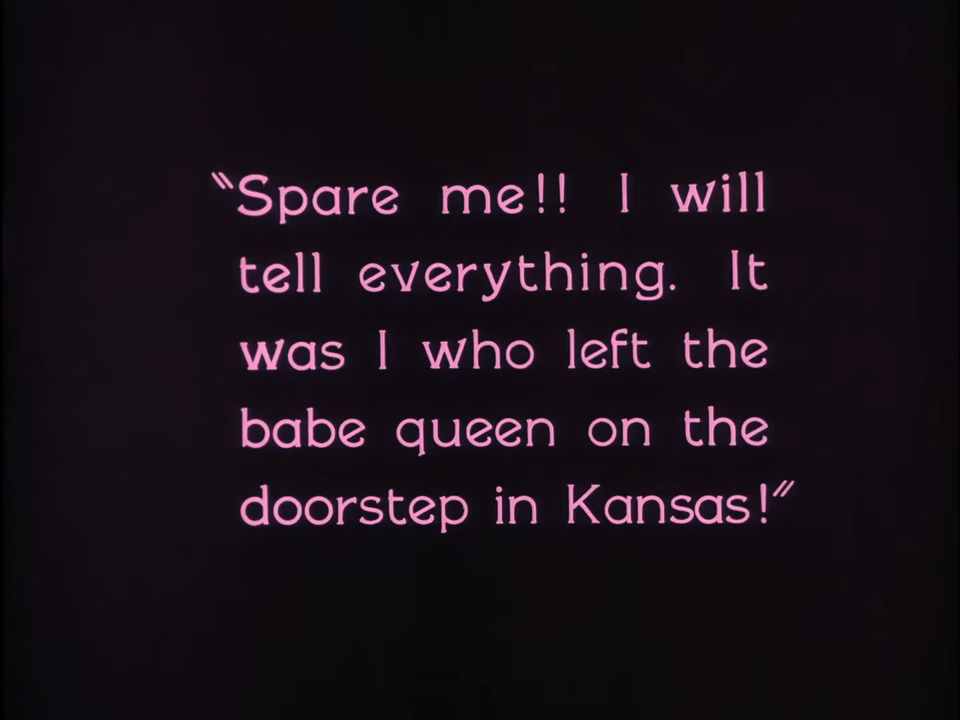 "Spare me!! I will
tell everything. It
was I who left the
babe queen on the
doorstep in Kansas!"